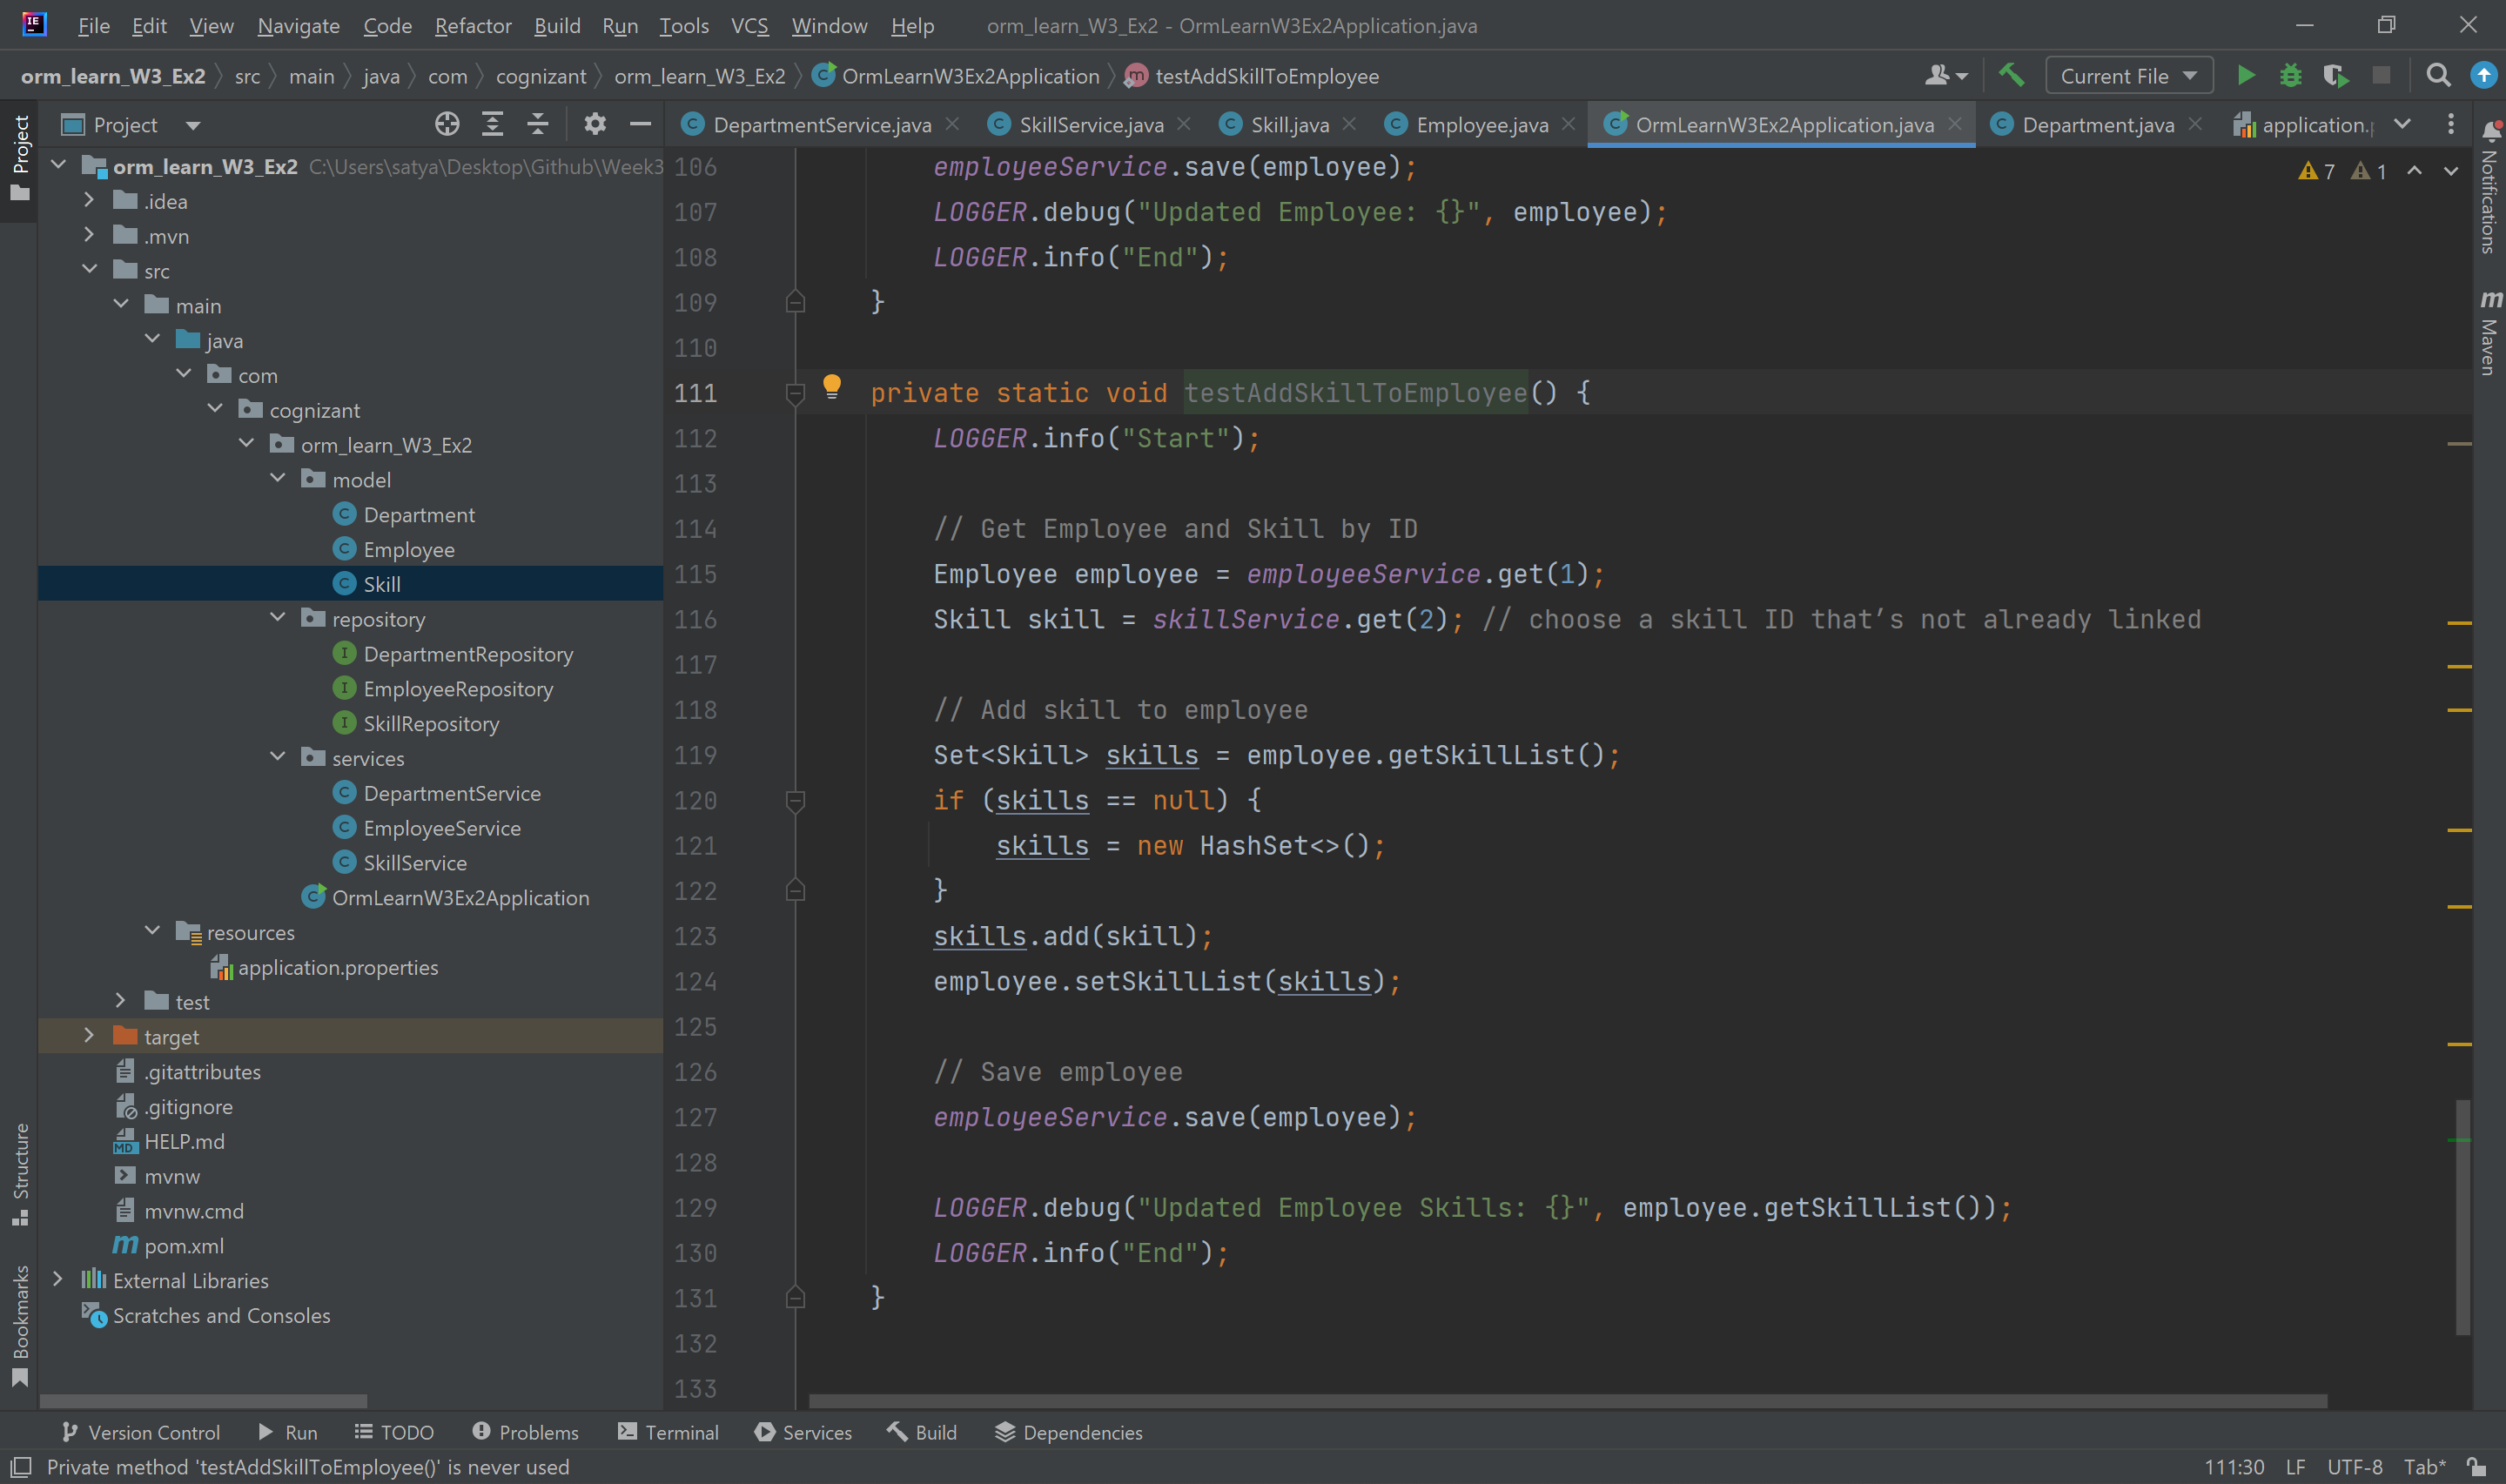 File Edit View Navigate Code Refactor Build Run Tools VCS Window Help orm_learn_W3_Ex2 - OrmLearnW3Ex2Application.java
orm_learn_W3_Ex2 src main java com cognizant orm_learn_W3_Ex2 OrmLearnW3Ex2Application testAddSkillToEmployee Current File
Project
DepartmentService.java SkillService.java Skill.java Employee.java OrmLearnW3Ex2Application.java Department.java application.
Project
Structure
Bookmarks
orm_learn_W3_Ex2 C:\Users\satya\Desktop\Github\Week3
.idea
.mvn
src
main
java
com
cognizant
orm_learn_W3_Ex2
model
Department
Employee
Skill
repository
DepartmentRepository
EmployeeRepository
SkillRepository
services
DepartmentService
EmployeeService
SkillService
OrmLearnW3Ex2Application
resources
application.properties
test
target
.gitattributes
.gitignore
HELP.md
mvnw
mvnw.cmd
pom.xml
External Libraries
Scratches and Consoles
7 1
106 employeeService.save(employee);
107 LOGGER.debug("Updated Employee: {}", employee);
108 LOGGER.info("End");
109 }
110
111 private static void testAddSkillToEmployee() {
112 LOGGER.info("Start");
113
114 // Get Employee and Skill by ID
115 Employee employee = employeeService.get(1);
116 Skill skill = skillService.get(2); // choose a skill ID that’s not already linked
117
118 // Add skill to employee
119 Set<Skill> skills = employee.getSkillList();
120 if (skills == null) {
121 skills = new HashSet<>();
122 }
123 skills.add(skill);
124 employee.setSkillList(skills);
125
126 // Save employee
127 employeeService.save(employee);
128
129 LOGGER.debug("Updated Employee Skills: {}", employee.getSkillList());
130 LOGGER.info("End");
131 }
132
133
Notifications
Maven
Version Control Run TODO Problems Terminal Services Build Dependencies
Private method 'testAddSkillToEmployee()' is never used 111:30 LF UTF-8 Tab*